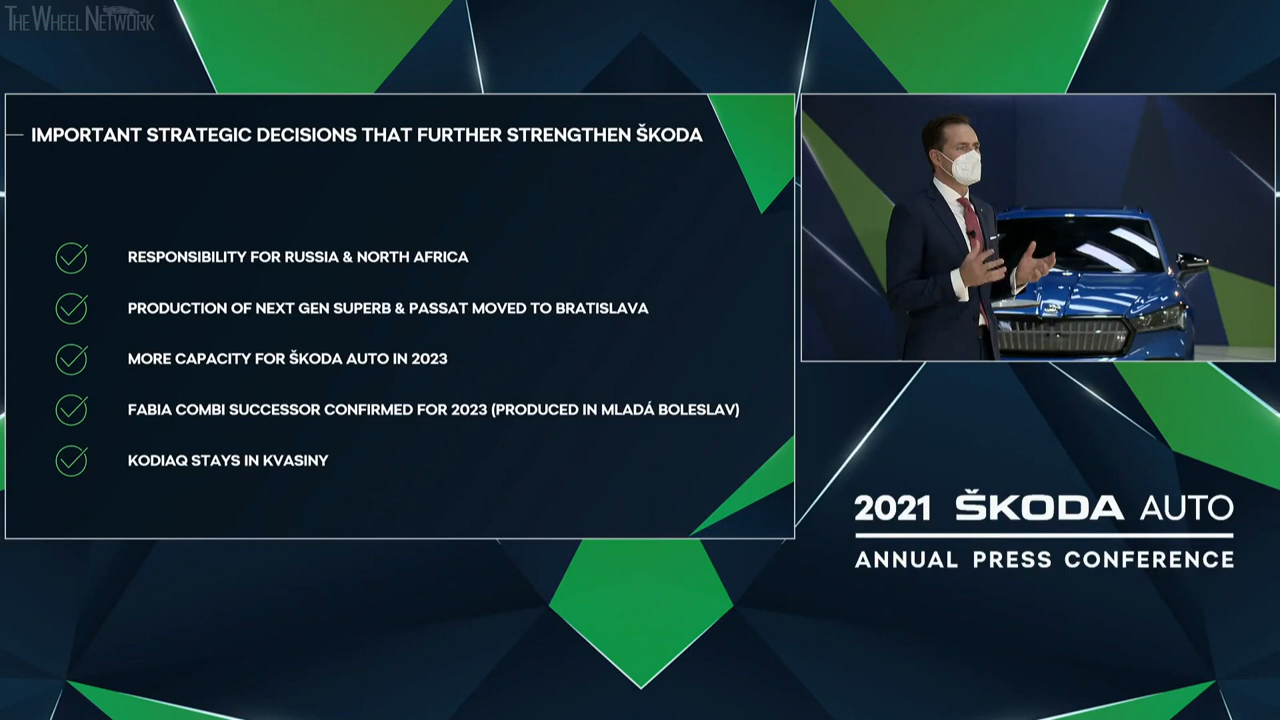 THE WHEEL NETWORK
IMPORTANT STRATEGIC DECISIONS THAT FURTHER STRENGTHEN ŠKODA
RESPONSIBILITY FOR RUSSIA & NORTH AFRICA
PRODUCTION OF NEXT GEN SUPERB & PASSAT MOVED TO BRATISLAVA
MORE CAPACITY FOR ŠKODA AUTO IN 2023
FABIA COMBI SUCCESSOR CONFIRMED FOR 2023 (PRODUCED IN MLADÁ BOLESLAV)
KODIAQ STAYS IN KVASINY
2021 ŠKODA AUTO
ANNUAL PRESS CONFERENCE